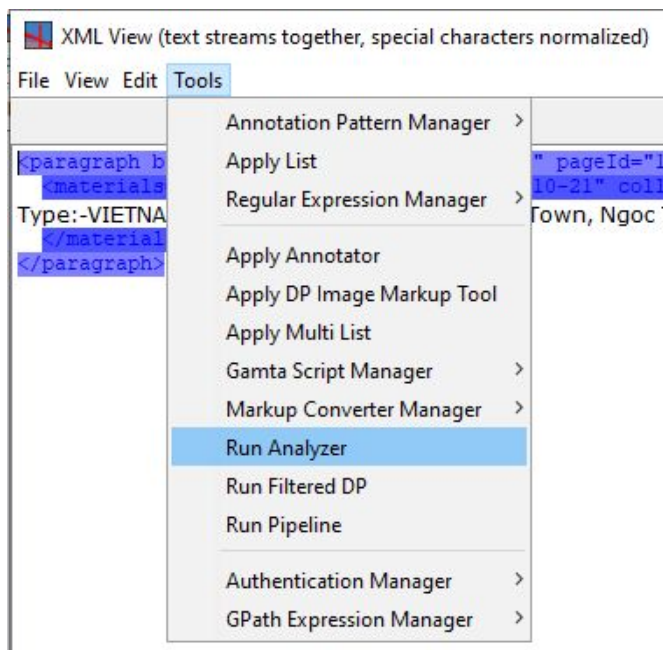 XML View (text streams together, special characters normalized)
File View Edit Tools
Annotation Pattern Manager >
Apply List
Regular Expression Manager >
Apply Annotator
Apply DP Image Markup Tool
Apply Multi List
Gamta Script Manager >
Markup Converter Manager >
Run Analyzer
Run Filtered DP
Run Pipeline
Authentication Manager >
GPath Expression Manager >
<paragraph b " pageId="1
<materials 10-21" coll
Type:-VIETNA Town, Ngoc
</material
</paragraph>